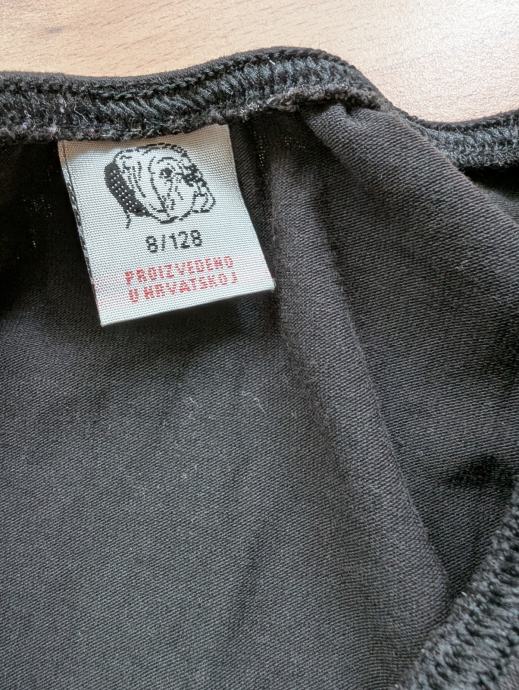 8/128
PROIZVEDENO
U HRVATSKOJ